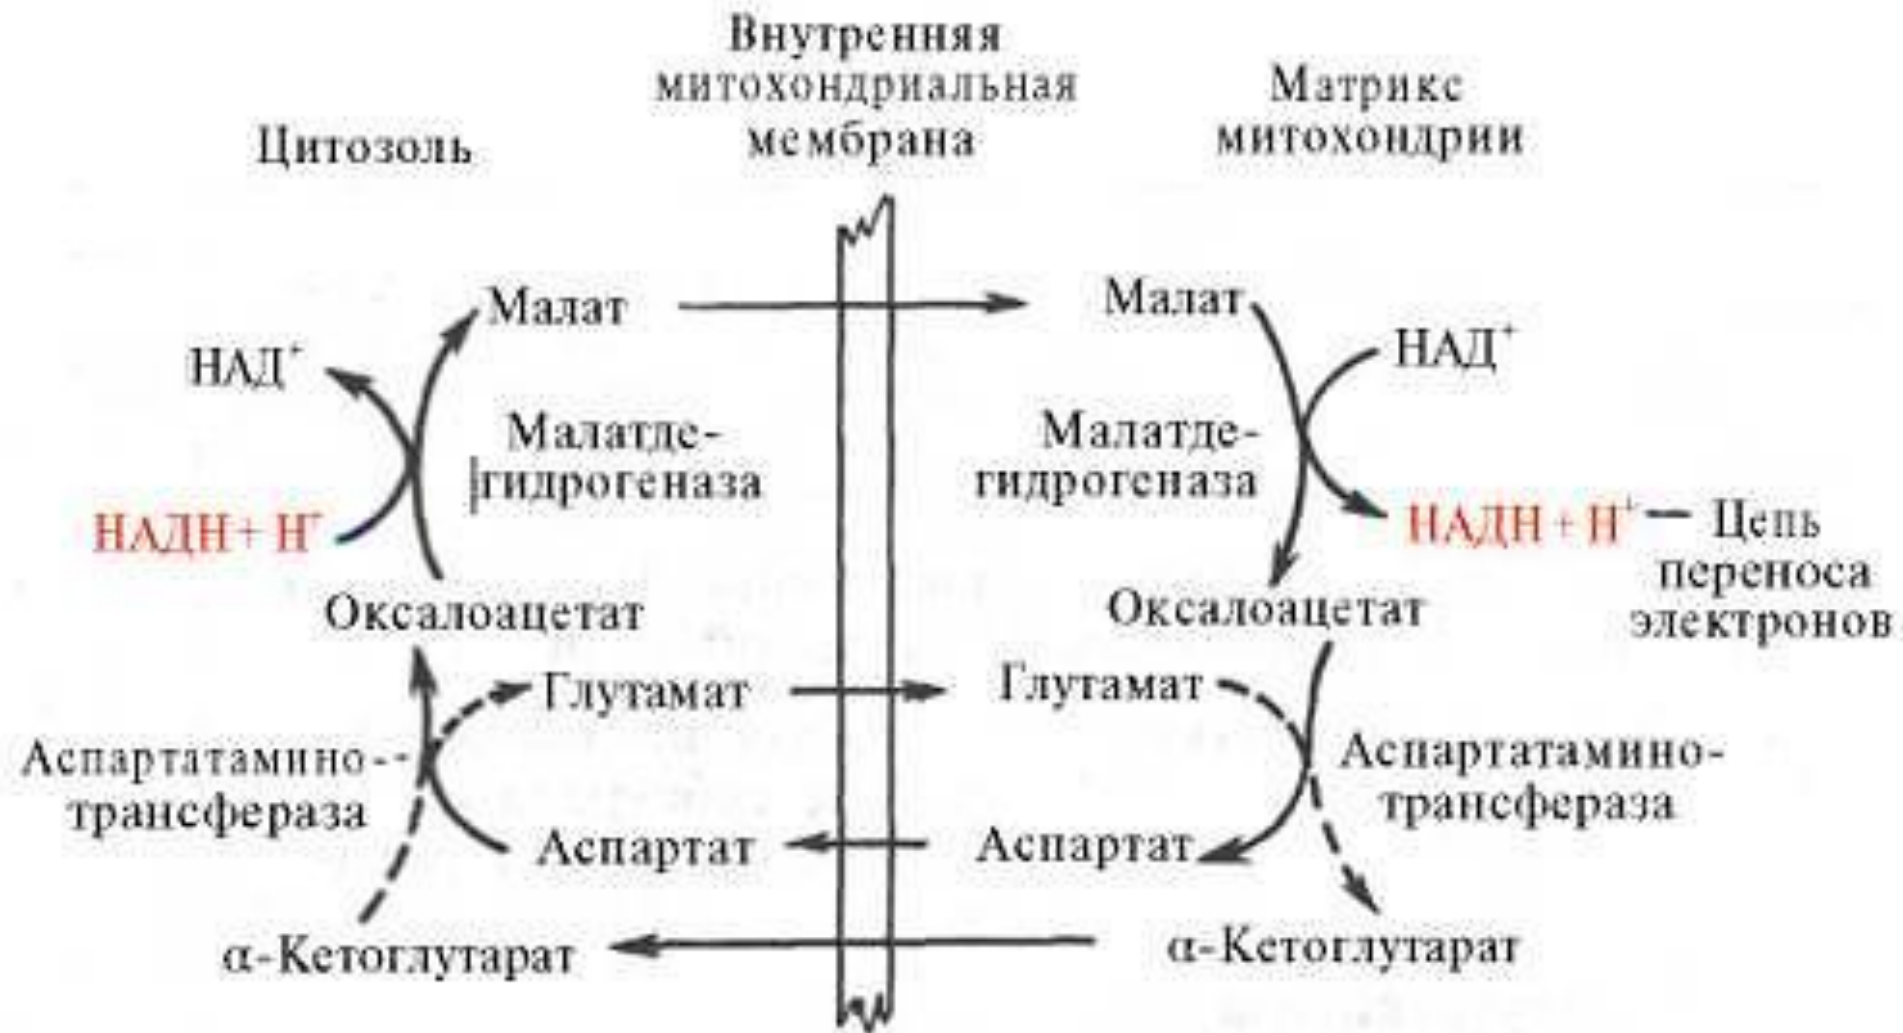 Внутренняя
митохондриальная
мембрана
Матрикс
митохондрии
Цитозоль
Малат
Малат
НАД⁺
НАД⁺
Малатде-
гидрогеназа
Малатде-
гидрогеназа
НАДН + Н⁺
НАДН + Н⁺ — Цепь
переноса
электронов
Оксалоацетат
Оксалоацетат
Глутамат
Глутамат
Аспартатамино-
трансфераза
Аспартатамино-
трансфераза
Аспартат
Аспартат
α-Кетоглутарат
α-Кетоглутарат